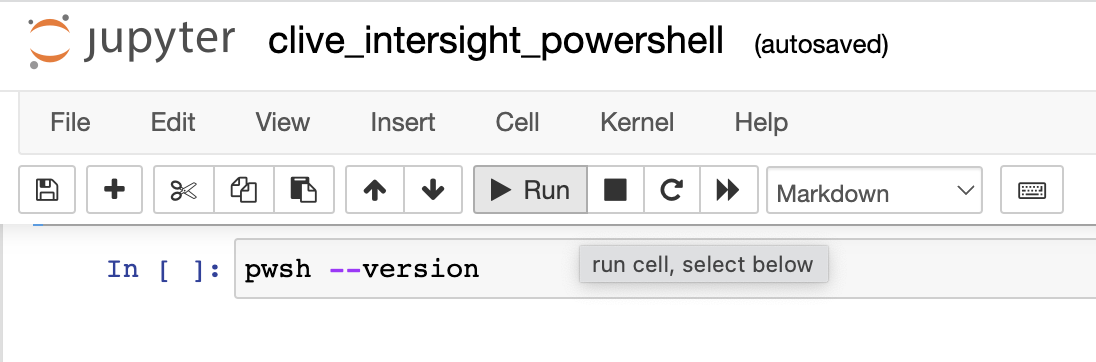 jupyter clive_intersight_powershell (autosaved)
File Edit View Insert Cell Kernel Help
Run Markdown
In [ ]: pwsh --version
run cell, select below